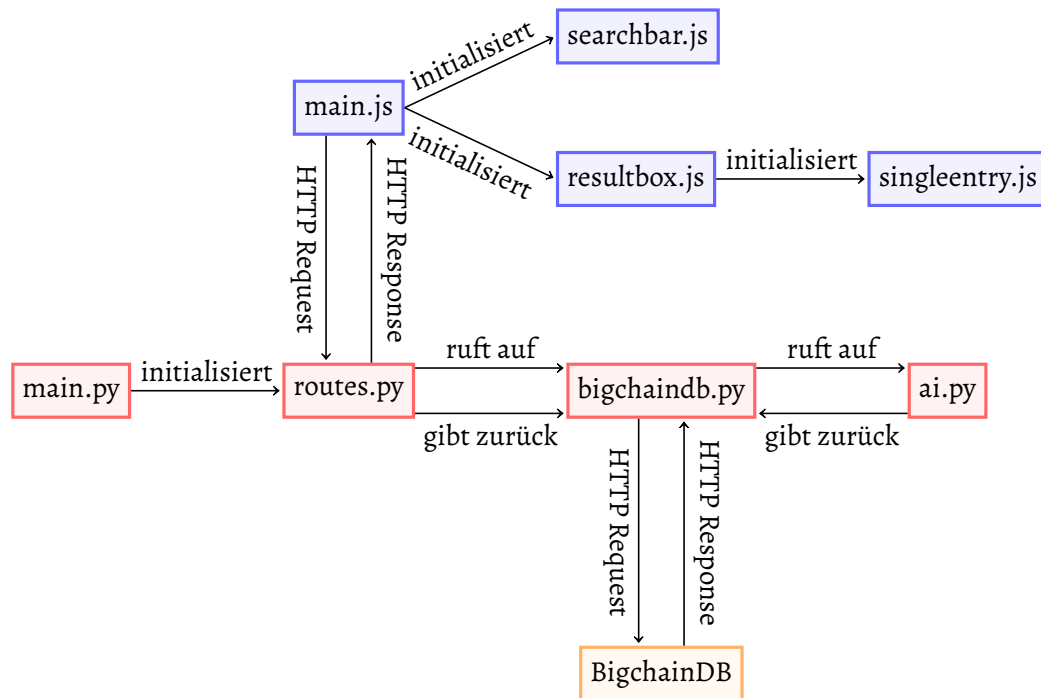 searchbar.js
initialisiert
main.js
initialisiert
resultbox.js
initialisiert
singleentry.js
HTTP Request
HTTP Response
main.py
initialisiert
routes.py
ruft auf
gibt zurück
bigchaindb.py
ruft auf
gibt zurück
ai.py
HTTP Request
HTTP Response
BigchainDB